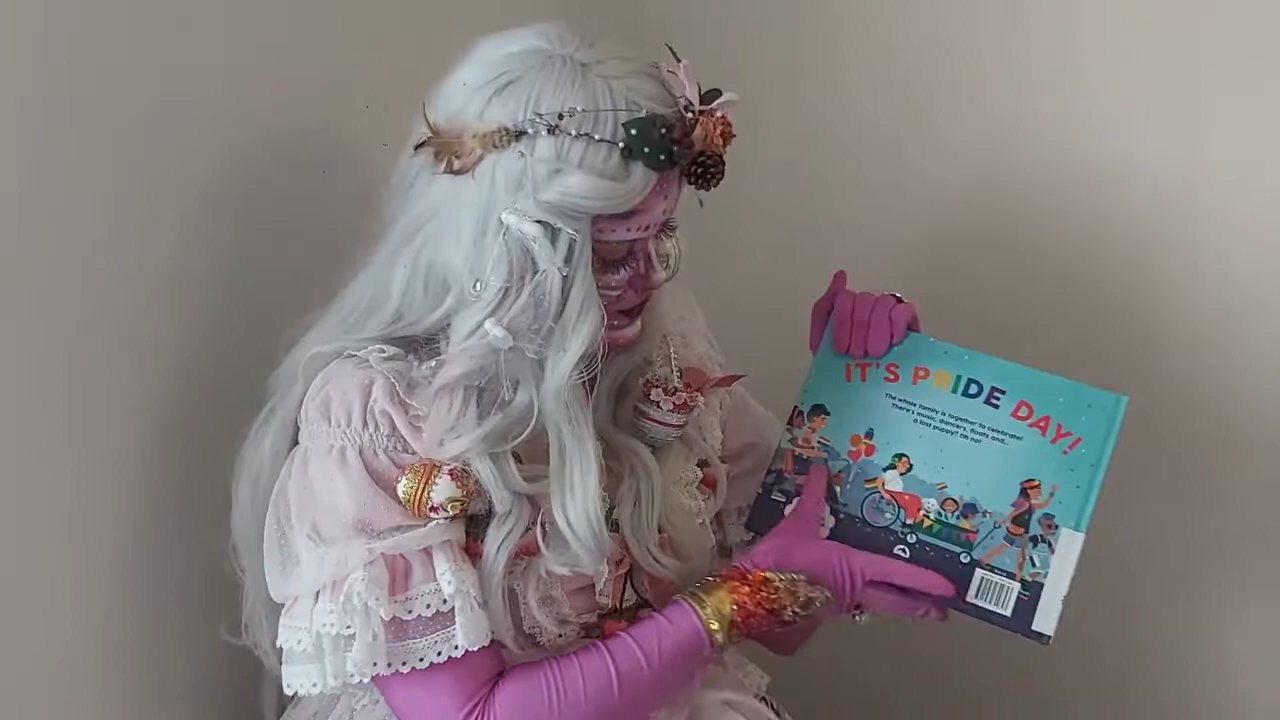 IT'S PRIDE DAY!
The whole family is together to celebrate!
There's music, dancers, floats and...
a lost puppy? Oh no!